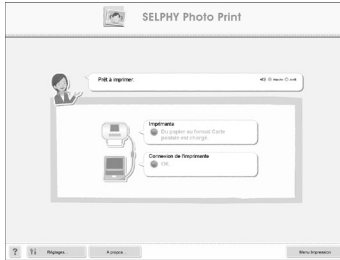 SELPHY Photo Print
Prêt à imprimer.
Imprimante
Du papier au format Carte
postale est chargé.
Connexion de l'imprimante
OK
? Réglages... A propos... Menu Impression